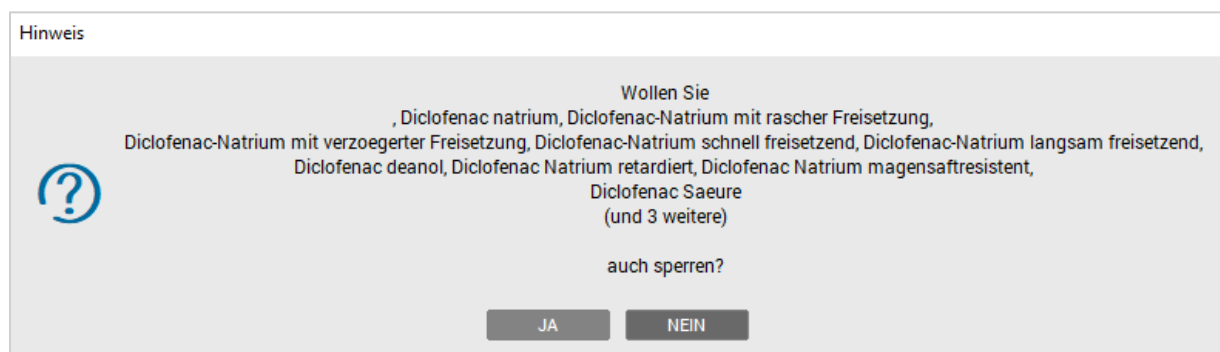 Hinweis
Wollen Sie
, Diclofenac natrium, Diclofenac-Natrium mit rascher Freisetzung,
Diclofenac-Natrium mit verzoegerter Freisetzung, Diclofenac-Natrium schnell freisetzend, Diclofenac-Natrium langsam freisetzend,
Diclofenac deanol, Diclofenac Natrium retardiert, Diclofenac Natrium magensaftresistent,
Diclofenac Saeure
(und 3 weitere)
auch sperren?
JA NEIN